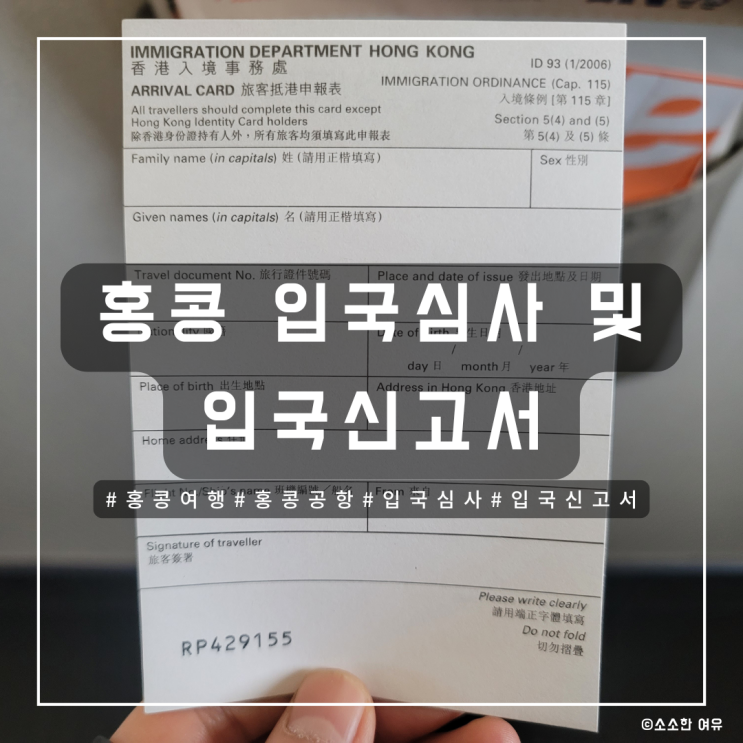 IMMIGRATION DEPARTMENT HONG KONG
香港入境事務處
ID 93 (1/2006)
ARRIVAL CARD 旅客抵港申報表
IMMIGRATION ORDINANCE (Cap. 115)
入境條例 [第 115 章]
All travellers should complete this card except
Hong Kong Identity Card holders
除香港身份證持有人外，所有旅客均須填寫此申報表
Section 5(4) and (5)
第 5(4) 及 (5) 條
Family name (in capitals) 姓 (請用正楷填寫)
Sex 性別
Given names (in capitals) 名 (請用正楷填寫)
Travel document No. 旅行證件號碼
Place and date of issue 發出地點及日期
홍콩 입국심사 및
/ /
day 日 month 月 year 年
Place of birth 出生地點
Address in Hong Kong 香港地址
입국신고서
Home address
#홍콩여행#홍콩공항#입국심사#입국신고서
Signature of traveller
旅客簽署
Please write clearly
請用端正字體填寫
Do not fold
切勿摺疊
RP429155
©소소한 여유